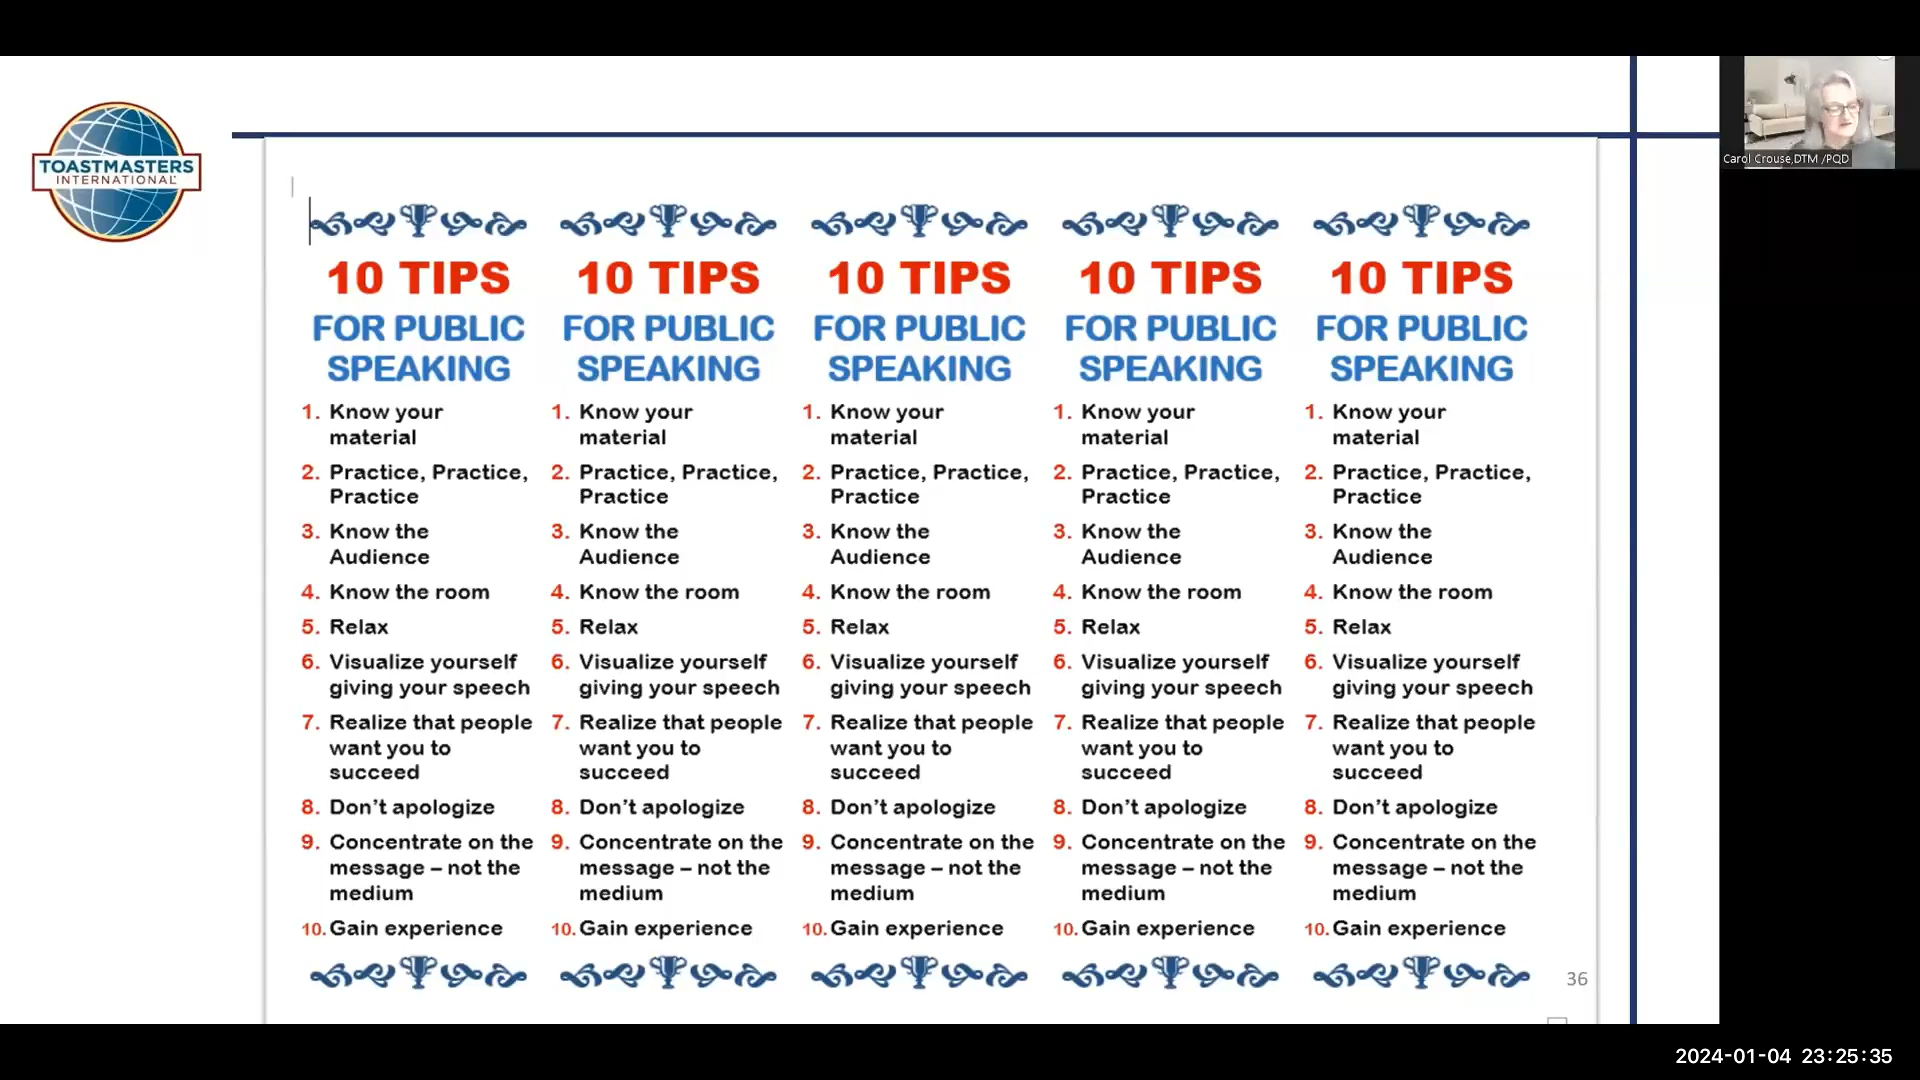 TOASTMASTERS
INTERNATIONAL
Carol Crouse,DTM /PQD
10 TIPS
FOR PUBLIC
SPEAKING
1. Know your
material
2. Practice, Practice,
Practice
3. Know the
Audience
4. Know the room
5. Relax
6. Visualize yourself
giving your speech
7. Realize that people
want you to
succeed
8. Don’t apologize
9. Concentrate on the
message – not the
medium
10. Gain experience
10 TIPS
FOR PUBLIC
SPEAKING
1. Know your
material
2. Practice, Practice,
Practice
3. Know the
Audience
4. Know the room
5. Relax
6. Visualize yourself
giving your speech
7. Realize that people
want you to
succeed
8. Don’t apologize
9. Concentrate on the
message – not the
medium
10. Gain experience
10 TIPS
FOR PUBLIC
SPEAKING
1. Know your
material
2. Practice, Practice,
Practice
3. Know the
Audience
4. Know the room
5. Relax
6. Visualize yourself
giving your speech
7. Realize that people
want you to
succeed
8. Don’t apologize
9. Concentrate on the
message – not the
medium
10. Gain experience
10 TIPS
FOR PUBLIC
SPEAKING
1. Know your
material
2. Practice, Practice,
Practice
3. Know the
Audience
4. Know the room
5. Relax
6. Visualize yourself
giving your speech
7. Realize that people
want you to
succeed
8. Don’t apologize
9. Concentrate on the
message – not the
medium
10. Gain experience
10 TIPS
FOR PUBLIC
SPEAKING
1. Know your
material
2. Practice, Practice,
Practice
3. Know the
Audience
4. Know the room
5. Relax
6. Visualize yourself
giving your speech
7. Realize that people
want you to
succeed
8. Don’t apologize
9. Concentrate on the
message – not the
medium
10. Gain experience
36
2024-01-04 23:25:35